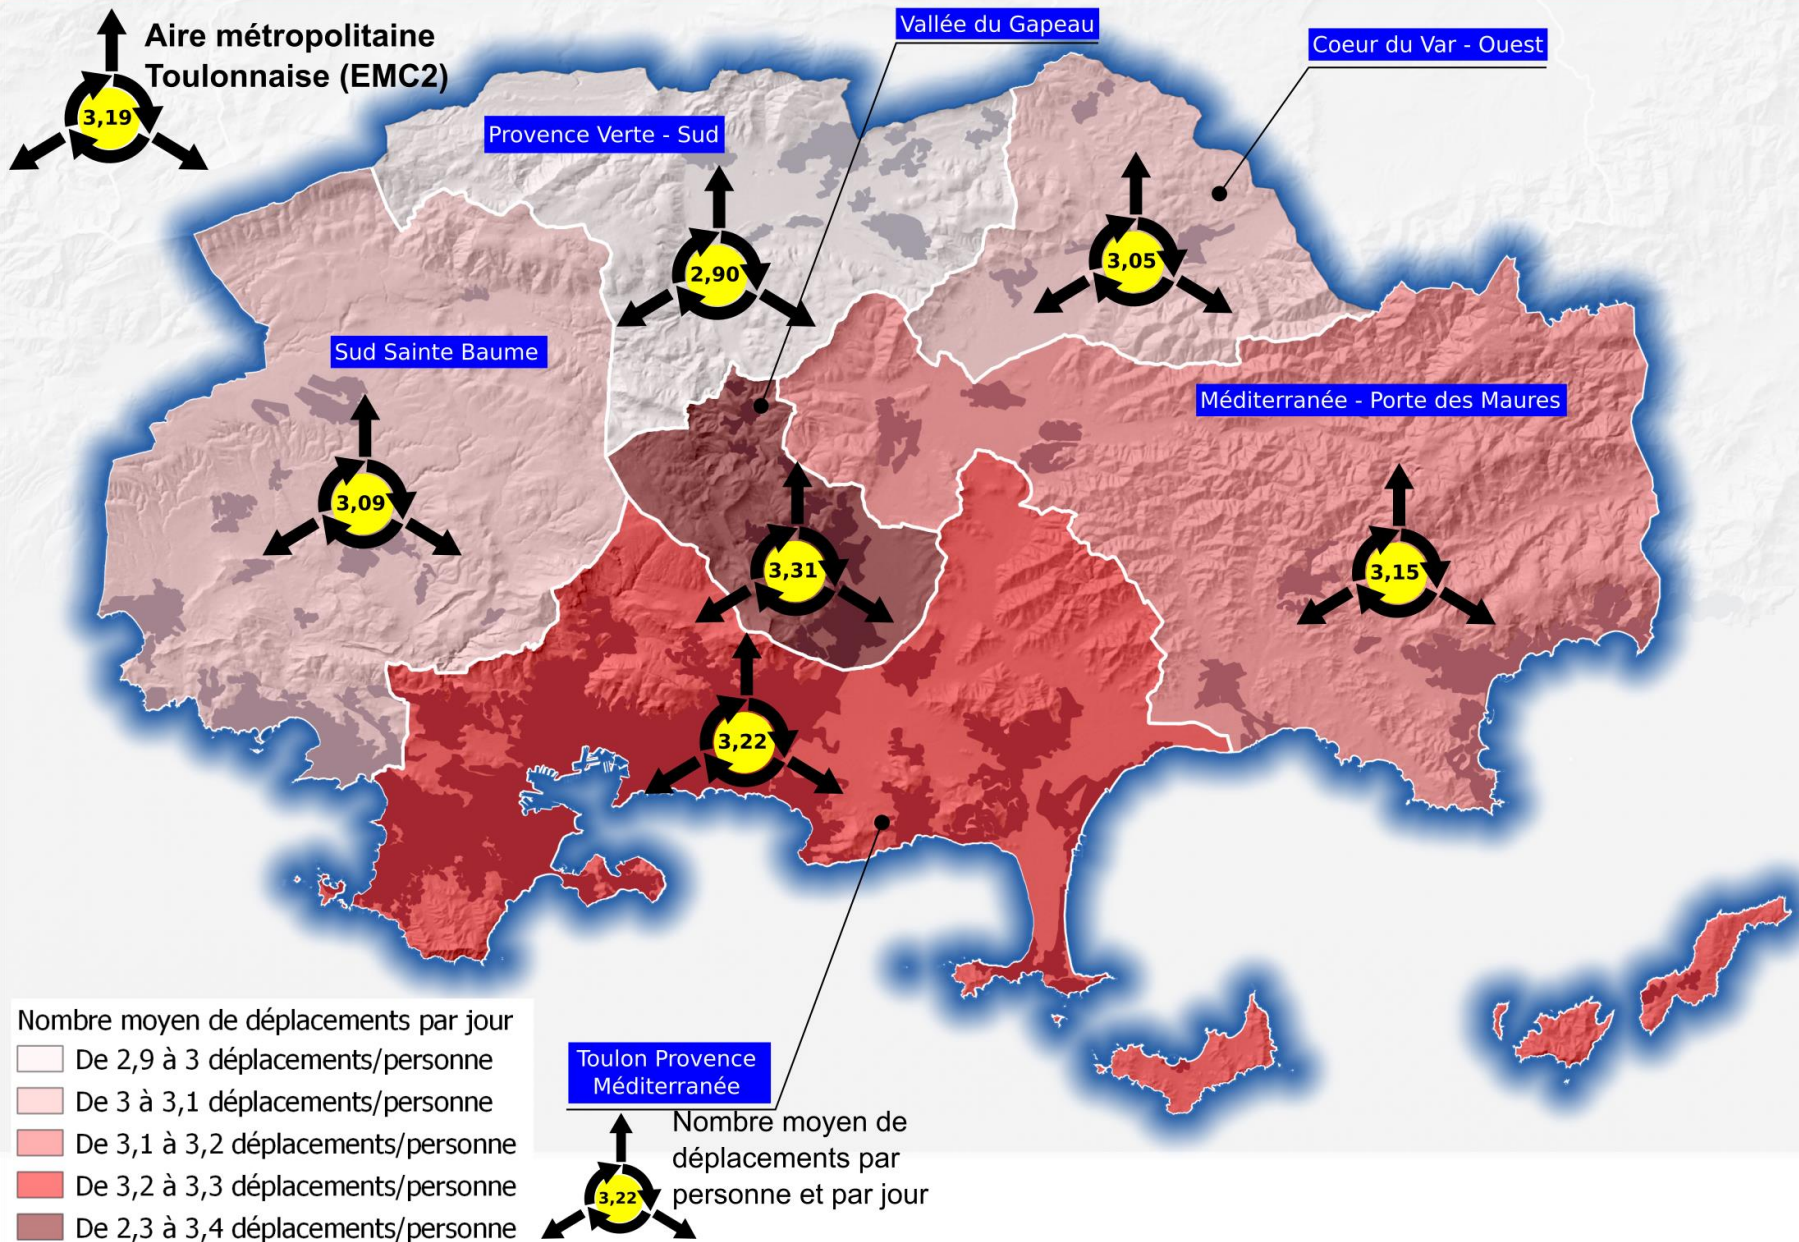 Aire métropolitaine
Toulonnaise (EMC2)
3,19
Vallée du Gapeau
Coeur du Var - Ouest
Provence Verte - Sud
2,90
3,05
Sud Sainte Baume
3,09
Méditerranée - Porte des Maures
3,31
3,15
3,22
Nombre moyen de déplacements par jour
De 2,9 à 3 déplacements/personne
De 3 à 3,1 déplacements/personne
De 3,1 à 3,2 déplacements/personne
De 3,2 à 3,3 déplacements/personne
De 2,3 à 3,4 déplacements/personne
Toulon Provence
Méditerranée
Nombre moyen de
déplacements par
personne et par jour
3,22